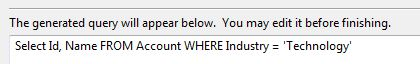 The generated query will appear below.  You may edit it before finishing.
Select Id, Name FROM Account WHERE Industry = 'Technology'